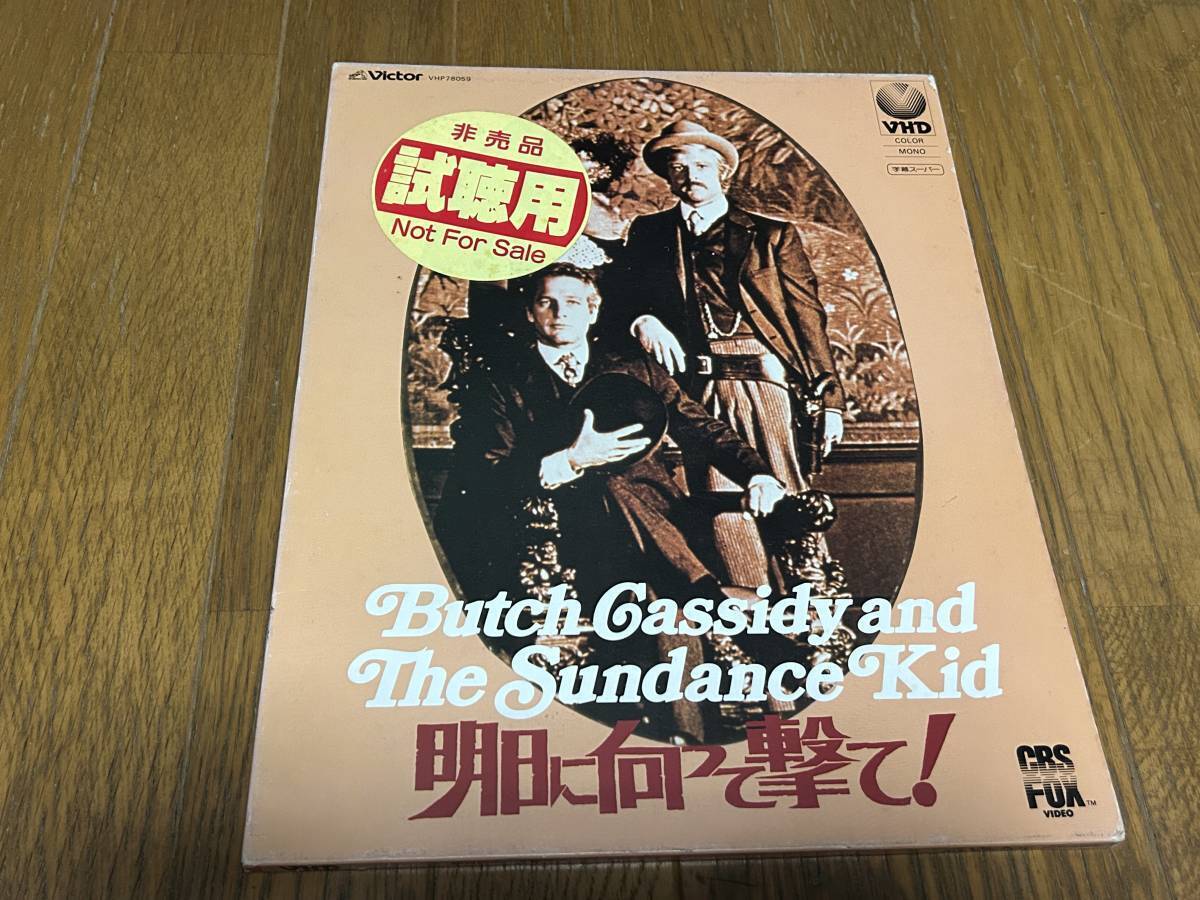 Victor VHP78059
非売品
試聴用
Not For Sale
VHD
COLOR
MONO
字幕スーパー
Butch Cassidy and
The Sundance Kid
明日に向って撃て!
CBS
FOX
VIDEO TM